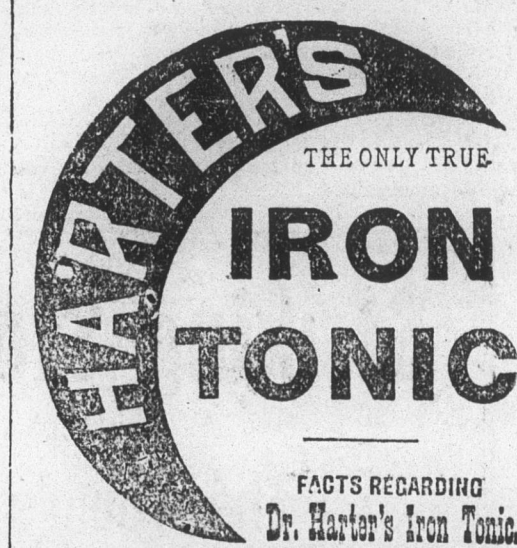 HARTER'S
THE ONLY TRUE
IRON
TONIC
FACTS REGARDING
Dr. Harter's Iron Tonic.